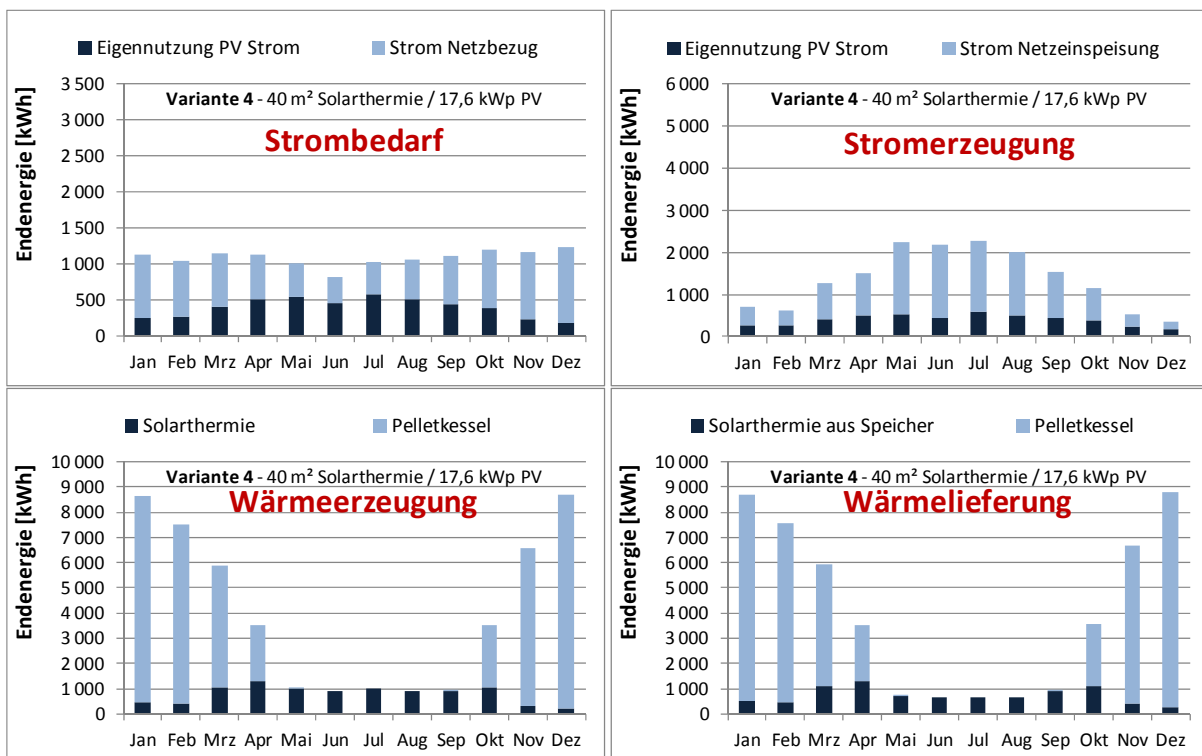 Eigennutzung PV Strom
Strom Netzbezug
Endenergie [kWh]
3 500
3 000
2 500
2 000
1 500
1 000
500
0
Variante 4 - 40 m² Solarthermie / 17,6 kWp PV
Strombedarf
Jan Feb Mrz Apr Mai Jun Jul Aug Sep Okt Nov Dez
Eigennutzung PV Strom
Strom Netzeinspeisung
Endenergie [kWh]
6 000
5 000
4 000
3 000
2 000
1 000
0
Variante 4 - 40 m² Solarthermie / 17,6 kWp PV
Stromerzeugung
Jan Feb Mrz Apr Mai Jun Jul Aug Sep Okt Nov Dez
Solarthermie
Pelletkessel
Endenergie [kWh]
10 000
9 000
8 000
7 000
6 000
5 000
4 000
3 000
2 000
1 000
0
Variante 4 - 40 m² Solarthermie / 17,6 kWp PV
Wärmeerzeugung
Jan Feb Mrz Apr Mai Jun Jul Aug Sep Okt Nov Dez
Solarthermie aus Speicher
Pelletkessel
Endenergie [kWh]
10 000
9 000
8 000
7 000
6 000
5 000
4 000
3 000
2 000
1 000
0
Variante 4 - 40 m² Solarthermie / 17,6 kWp PV
Wärmelieferung
Jan Feb Mrz Apr Mai Jun Jul Aug Sep Okt Nov Dez